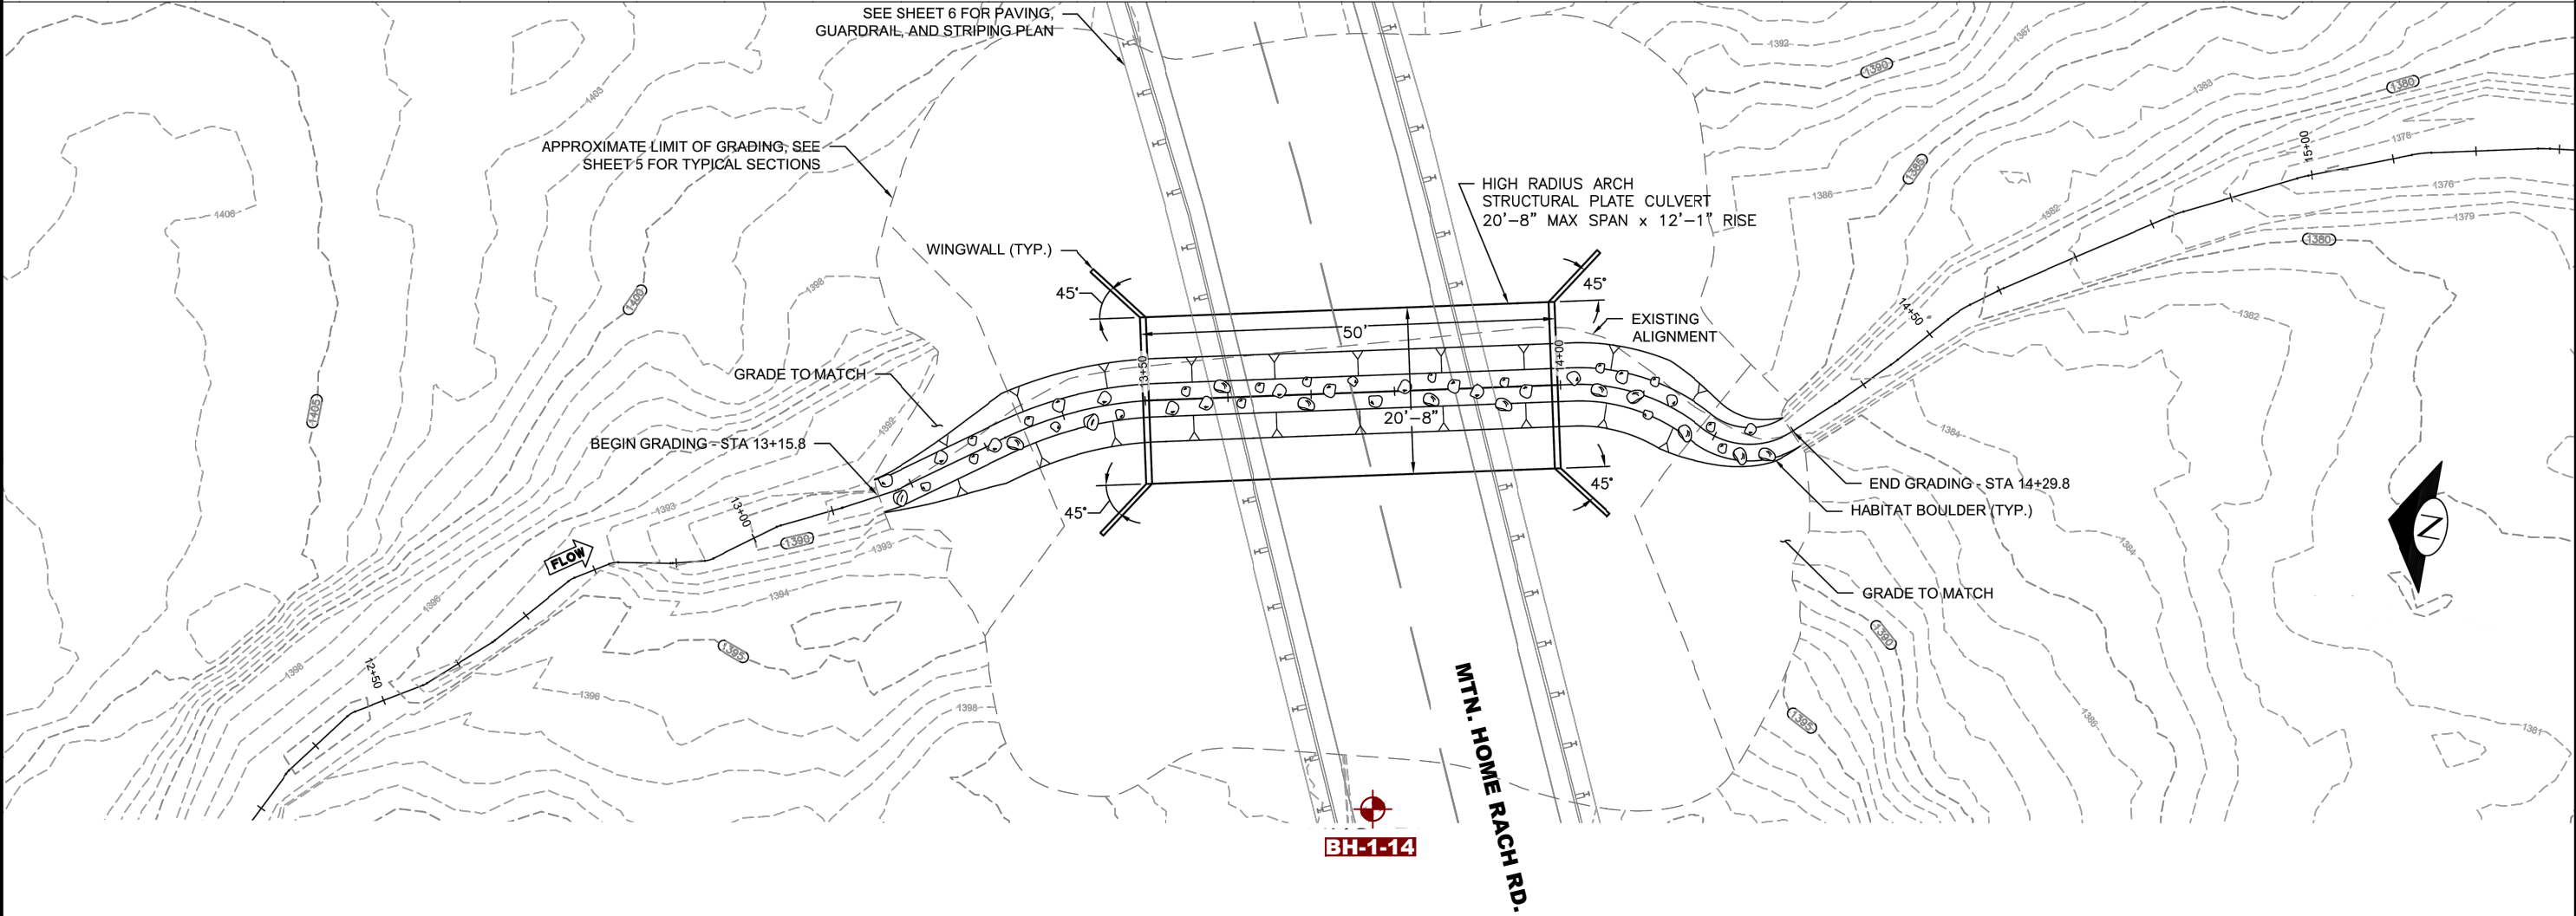 SEE SHEET 6 FOR PAVING,
GUARDRAIL, AND STRIPING PLAN
1392
1387
1390
1380
1403
1383
1376
15+00
APPROXIMATE LIMIT OF GRADING, SEE
SHEET 5 FOR TYPICAL SECTIONS
HIGH RADIUS ARCH
STRUCTURAL PLATE CULVERT
20'-8" MAX SPAN x 12'-1" RISE
1385
1386
1376
1406
1382
1379
WINGWALL (TYP.)
1380
45°
45°
1398
1400
14+50
1382
EXISTING
ALIGNMENT
50'
13+50
14+00
GRADE TO MATCH
1405
20'-8"
1392
1384
BEGIN GRADING - STA 13+15.8
END GRADING - STA 14+29.8
45°
45°
HABITAT BOULDER (TYP.)
1393
13+00
1390
1393
FLOW
N
1384
GRADE TO MATCH
1394
1396
1390
1395
1398
12+50
1396
1398
1395
1386
1381
MTN. HOME RACH RD.
BH-1-14